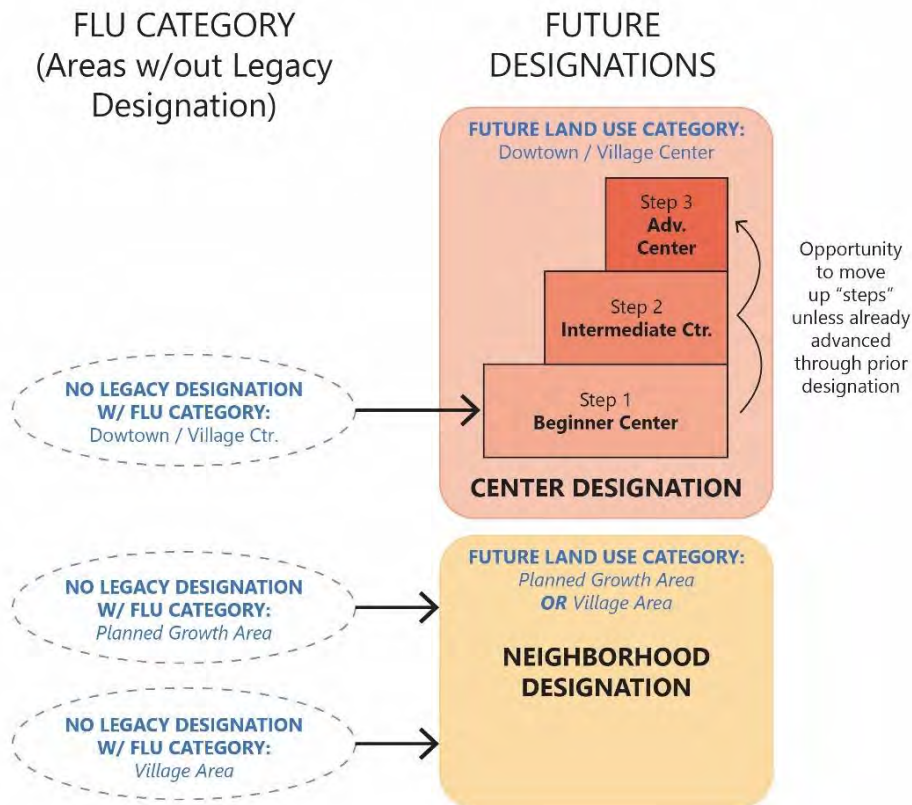 FLU CATEGORY
(Areas w/out Legacy
Designation)
FUTURE
DESIGNATIONS
FUTURE LAND USE CATEGORY:
Dowtown / Village Center
Step 3
Adv.
Center
Step 2
Intermediate Ctr.
Step 1
Beginner Center
CENTER DESIGNATION
Opportunity
to move
up “steps”
unless already
advanced
through prior
designation
NO LEGACY DESIGNATION
W/ FLU CATEGORY:
Dowtown / Village Ctr.
NO LEGACY DESIGNATION
W/ FLU CATEGORY:
Planned Growth Area
NO LEGACY DESIGNATION
W/ FLU CATEGORY:
Village Area
FUTURE LAND USE CATEGORY:
Planned Growth Area
OR Village Area
NEIGHBORHOOD
DESIGNATION